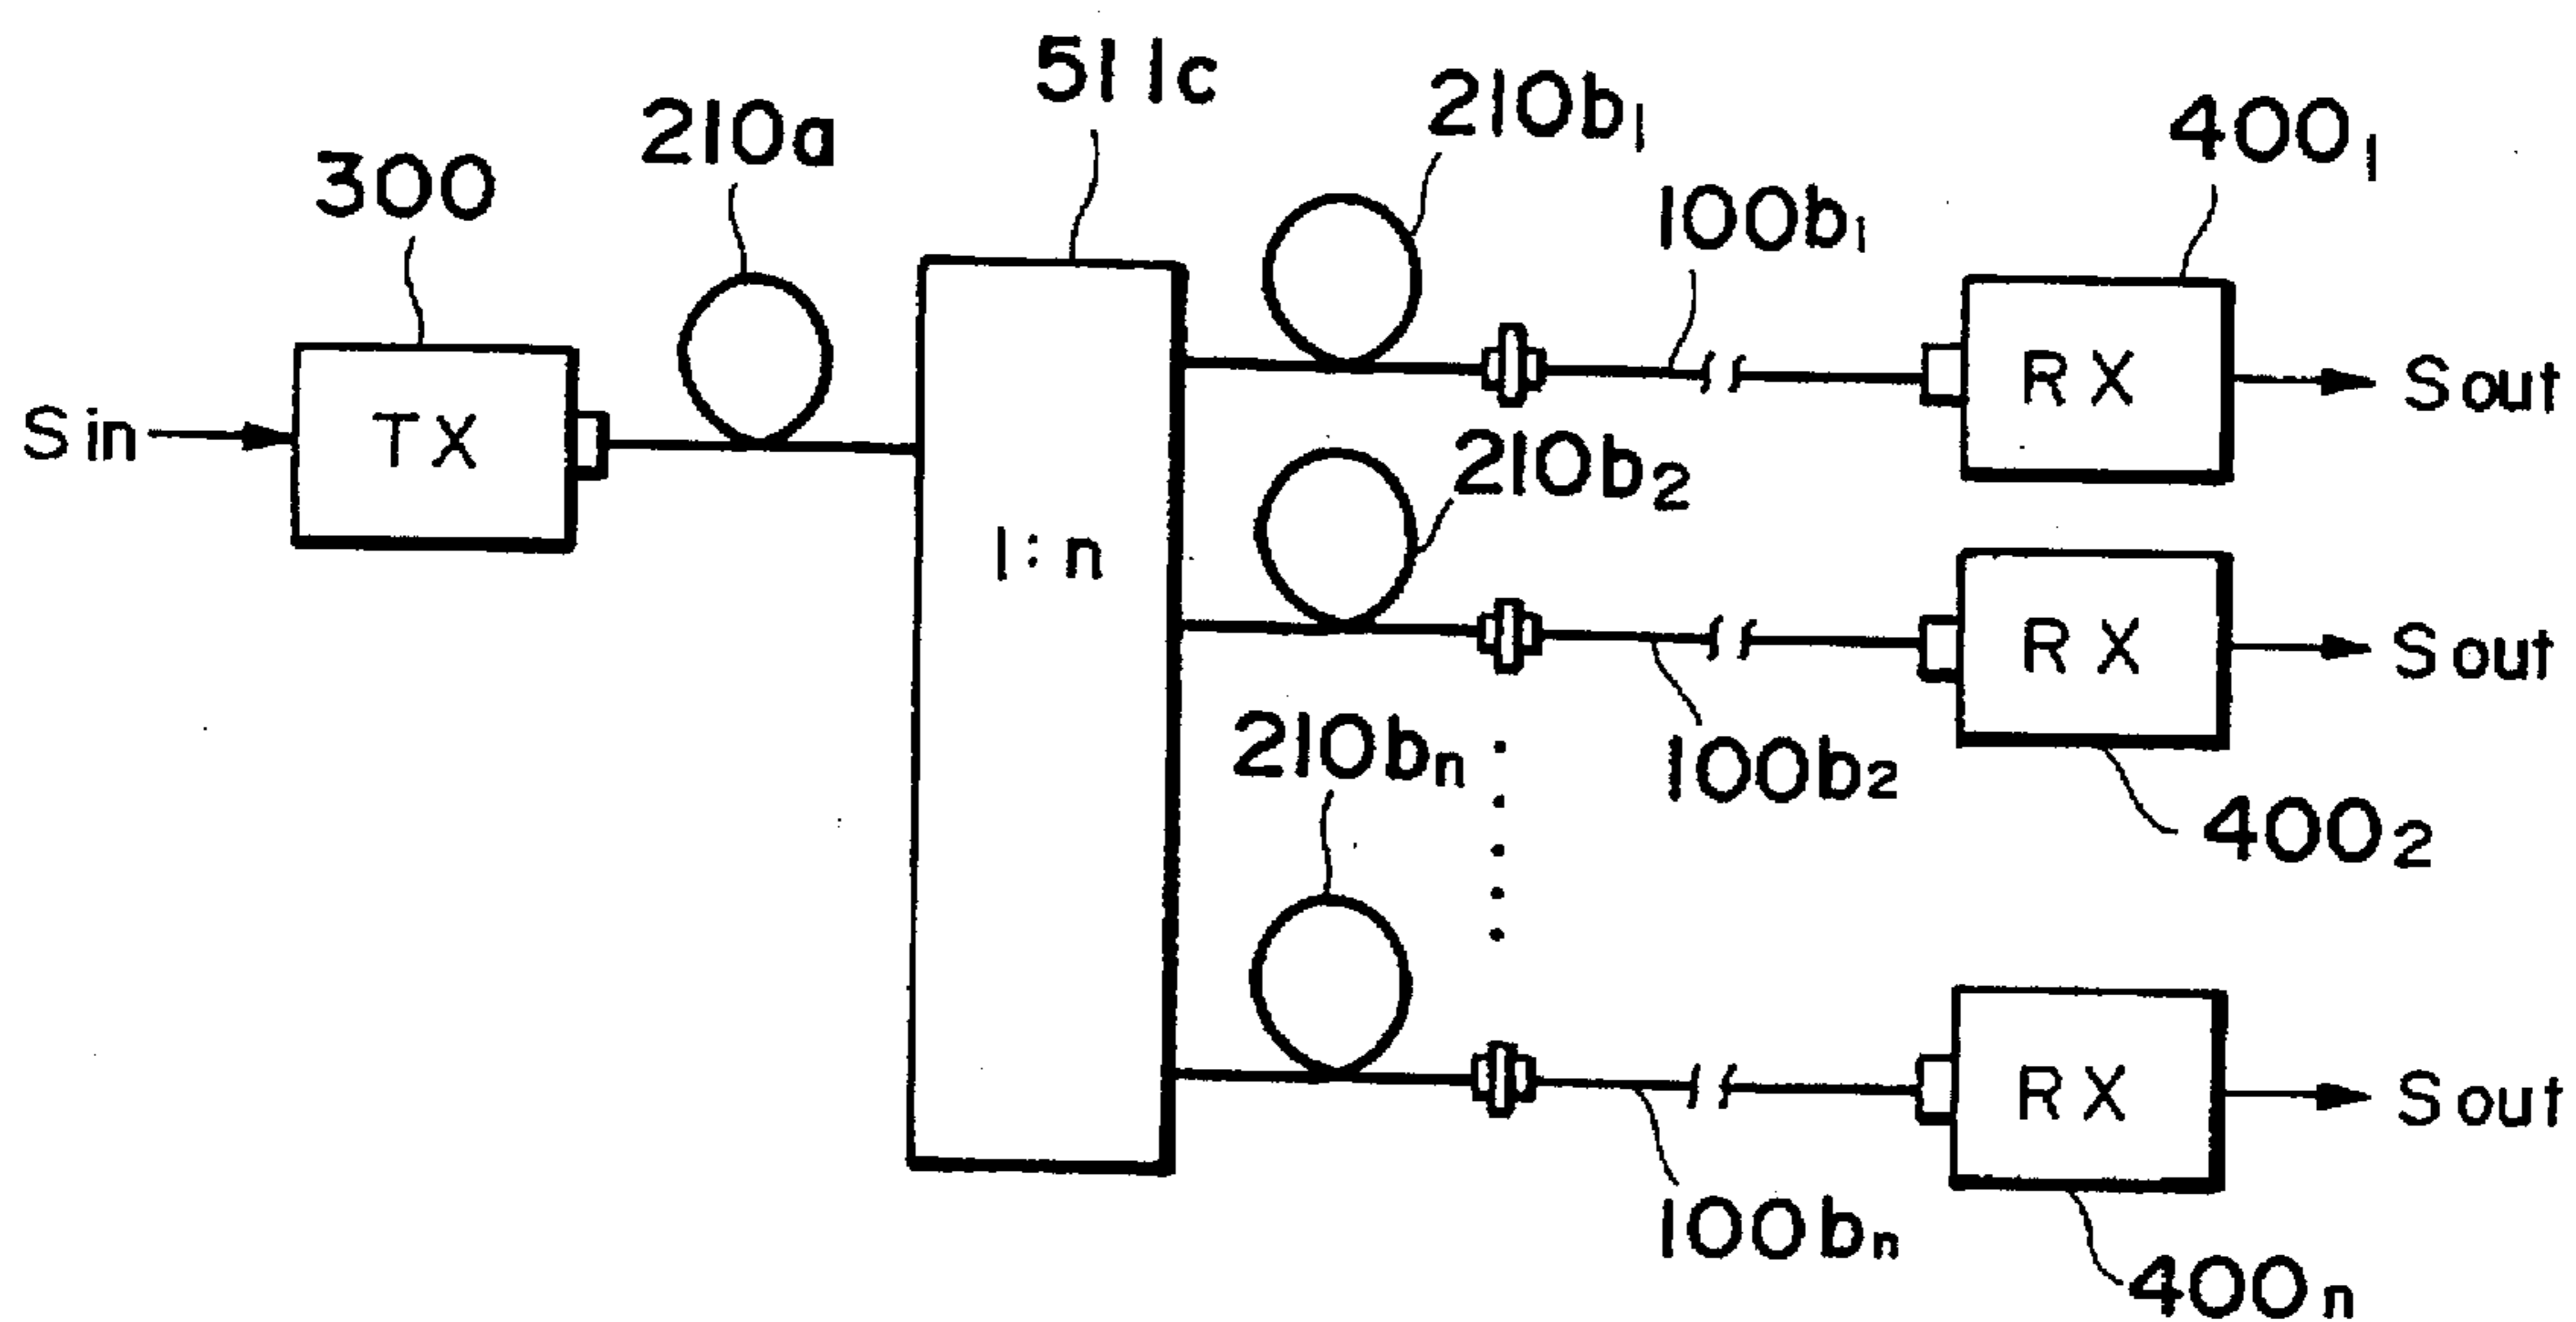 511c
210b1
210a
4001
300
100b1
Sin
TX
RX
Sout
210b2
1:n
RX
Sout
210bn
100b2
4002
RX
Sout
100bn
400n